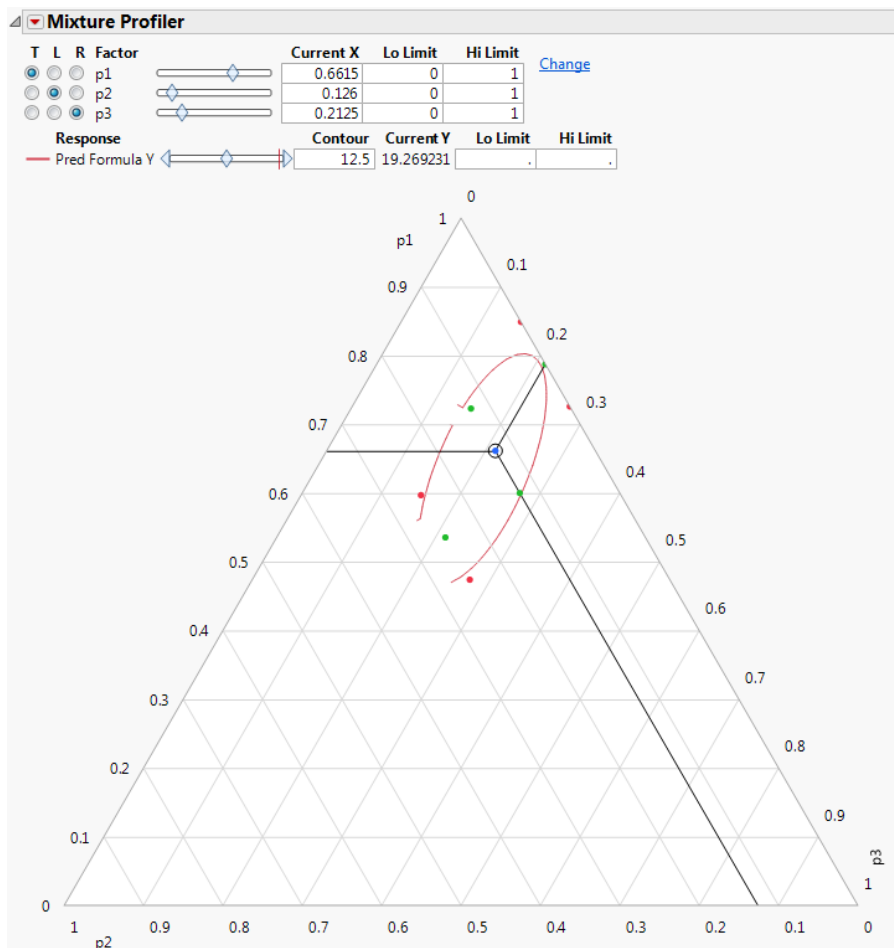 Mixture Profiler
T L R Factor Current X Lo Limit Hi Limit
p1 0.6615 0 1 Change
p2 0.126 0 1
p3 0.2125 0 1
Response Contour Current Y Lo Limit Hi Limit
Pred Formula Y 12.5 19.269231 . .
0
1
p1
0.1
0.9
0.2
0.8
0.3
0.7
0.4
0.6
0.5
0.5
0.6
0.4
0.7
0.3
0.8
0.2
0.9
0.1
p3
1
0
1 0.9 0.8 0.7 0.6 0.5 0.4 0.3 0.2 0.1 0
p2